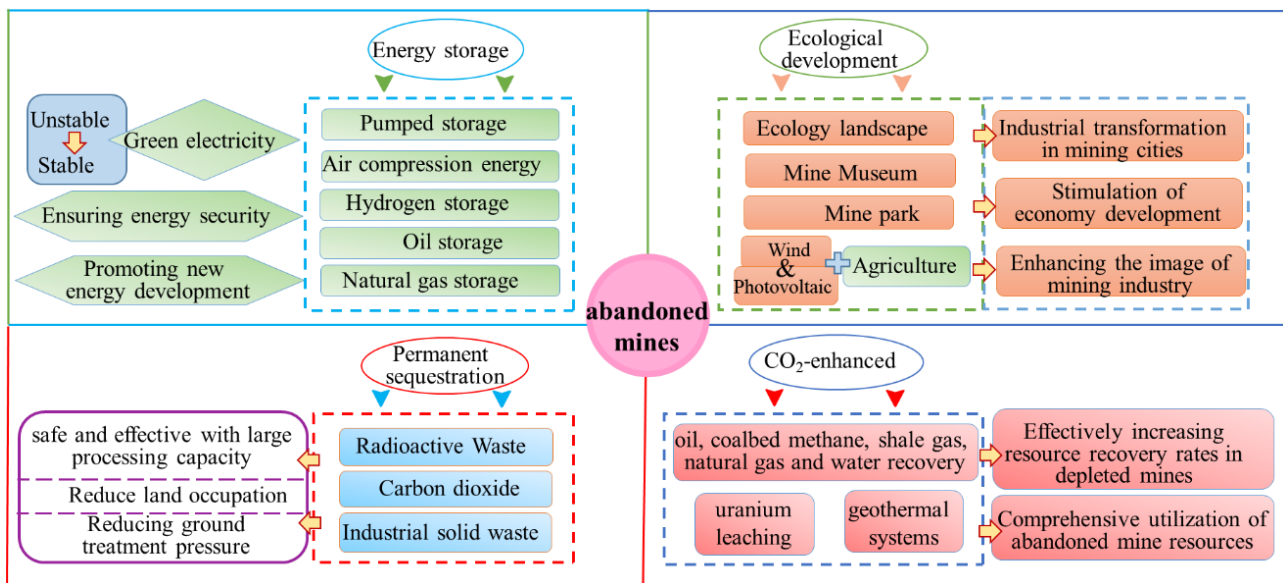 Energy storage
Unstable
Stable
Green electricity
Ensuring energy security
Promoting new
energy development
Pumped storage
Air compression energy
Hydrogen storage
Oil storage
Natural gas storage
Ecological
development
Ecology landscape
Mine Museum
Mine park
Wind
&
Photovoltaic
Agriculture
Industrial transformation
in mining cities
Stimulation of
economy development
Enhancing the image of
mining industry
abandoned
mines
Permanent
sequestration
safe and effective with large
processing capacity
Reduce land occupation
Reducing ground
treatment pressure
Radioactive Waste
Carbon dioxide
Industrial solid waste
CO₂-enhanced
oil, coalbed methane, shale gas,
natural gas and water recovery
uranium
leaching
geothermal
systems
Effectively increasing
resource recovery rates in
depleted mines
Comprehensive utilization of
abandoned mine resources